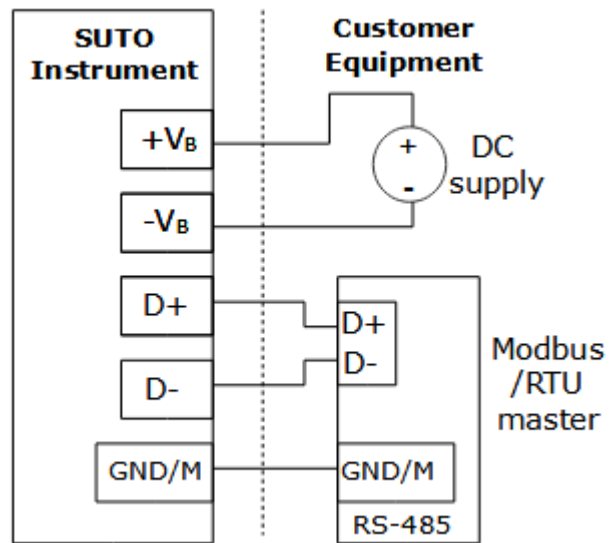 SUTO
Instrument
Customer
Equipment
+VB
-VB
D+
D-
GND/M
+
-
DC
supply
D+
D-
GND/M
RS-485
Modbus
/RTU
master